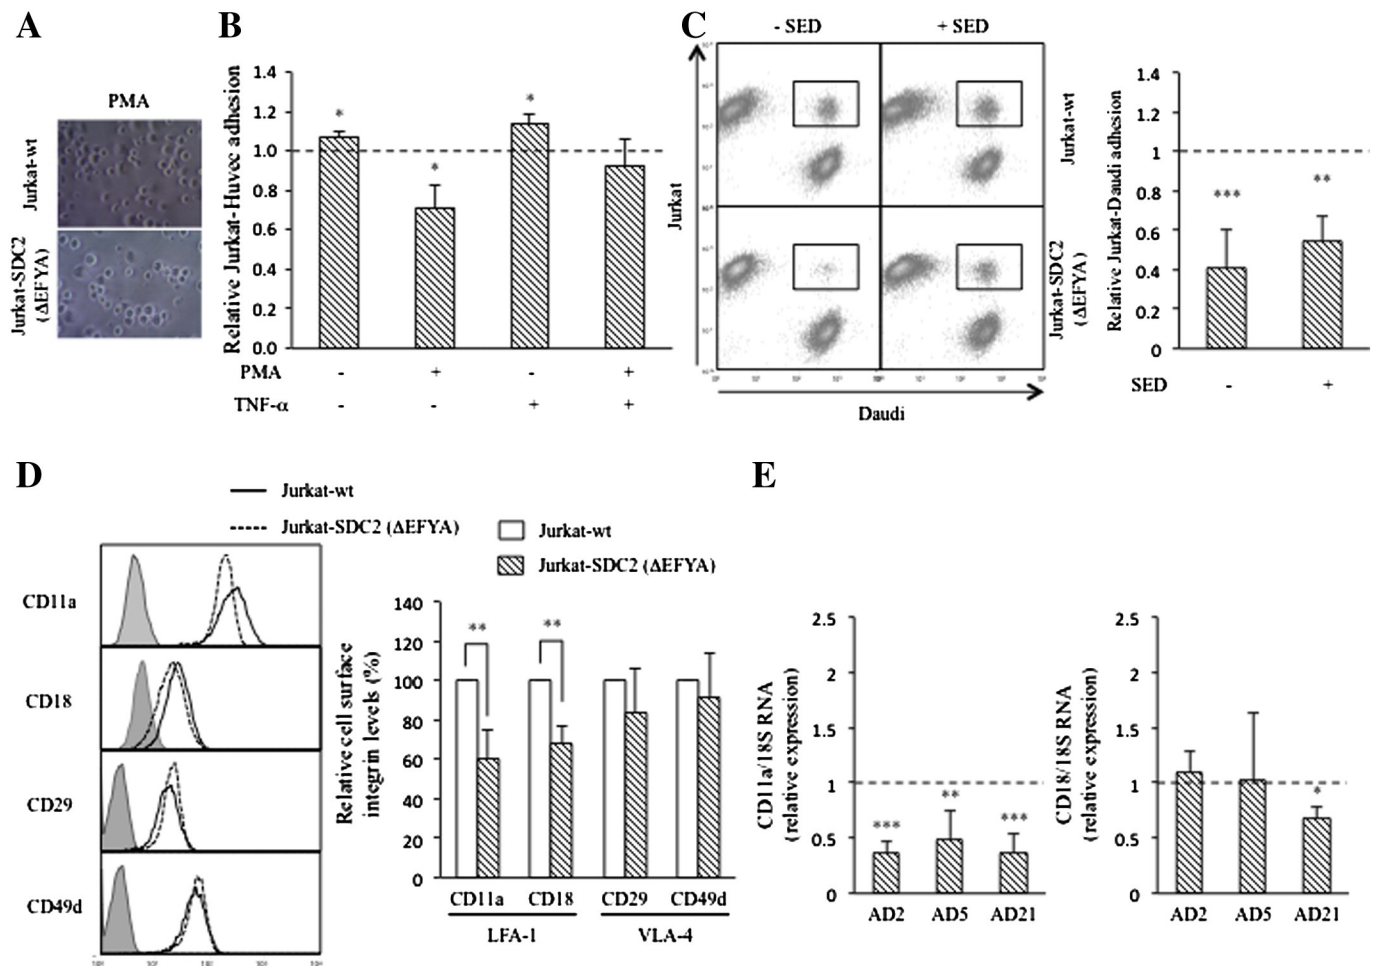 A
PMA
Jurkat-wt
Jurkat-SDC2
(ΔEFYA)
B
Relative Jurkat-Huvec adhesion
1.4
1.2
1.0
0.8
0.6
0.4
0.2
0.0
*
*
*
PMA - + - +
TNF-α - - + +
C
- SED
+ SED
Jurkat
Jurkat-wt
Jurkat-SDC2
(ΔEFYA)
Daudi
Relative Jurkat-Daudi adhesion
1.4
1.2
1
0.8
0.6
0.4
0.2
0
***
**
SED - +
D
Jurkat-wt
Jurkat-SDC2 (ΔEFYA)
CD11a
CD18
CD29
CD49d
Jurkat-wt
Jurkat-SDC2 (ΔEFYA)
Relative cell surface
integrin levels (%)
140
120
100
80
60
40
20
0
**
**
CD11a CD18 CD29 CD49d
LFA-1 VLA-4
E
CD11a/18S RNA
(relative expression)
2.5
2
1.5
1
0.5
0
***
**
***
AD2 AD5 AD21
CD18/18S RNA
(relative expression)
2.5
2
1.5
1
0.5
0
*
AD2 AD5 AD21